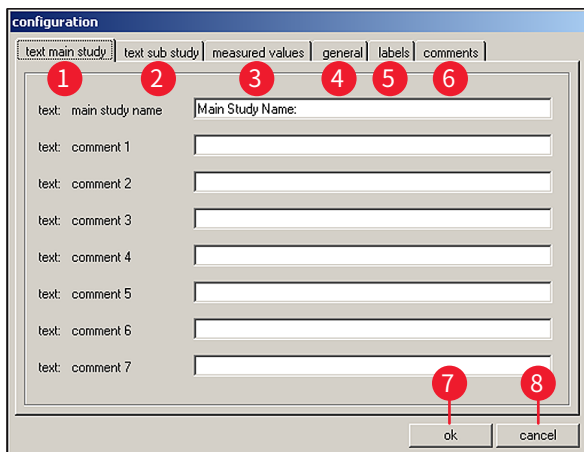 configuration
text main study text sub study measured values general labels comments
1 2 3 4 5 6
text: main study name Main Study Name:
text: comment 1
text: comment 2
text: comment 3
text: comment 4
text: comment 5
text: comment 6
text: comment 7
7 8
ok cancel